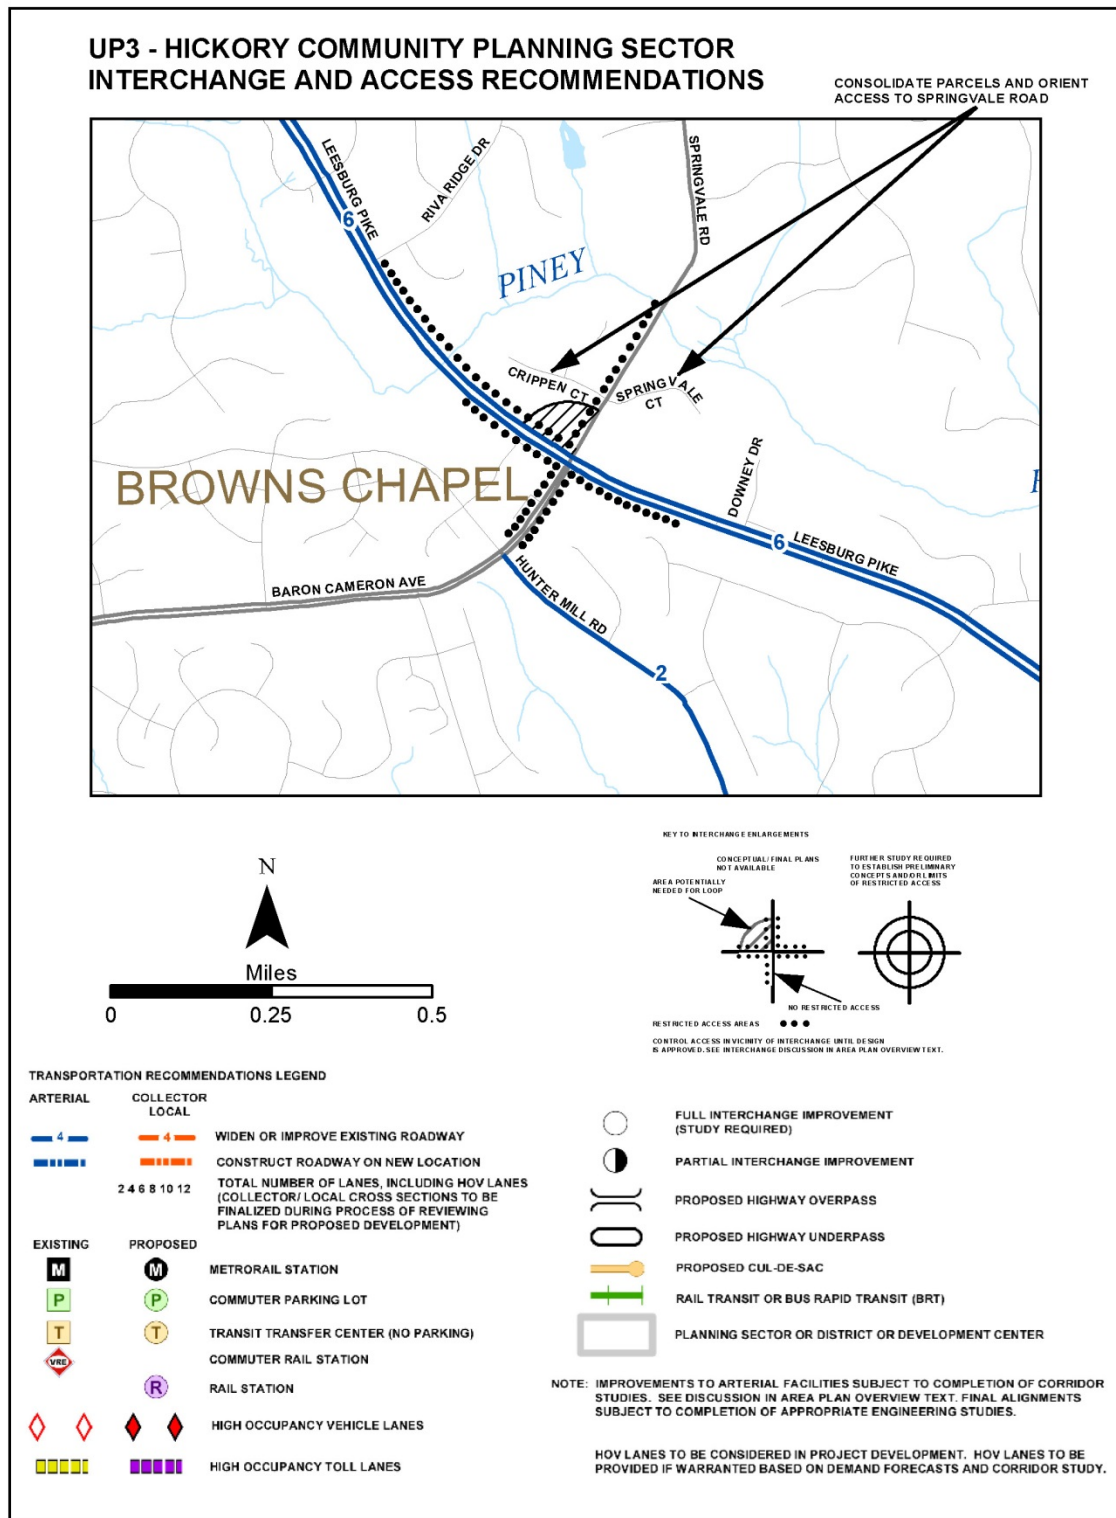 UP3 - HICKORY COMMUNITY PLANNING SECTOR
INTERCHANGE AND ACCESS RECOMMENDATIONS
CONSOLIDATE PARCELS AND ORIENT
ACCESS TO SPRINGVALE ROAD
LEESBURG PIKE
6
RIVA RIDGE DR
SPRINGVALE RD
PINEY
CRIPPEN CT
SPRINGVALE
CT
BROWNS CHAPEL
DOWNEY DR
6
LEESBURG PIKE
BARON CAMERON AVE
HUNTER MILL RD
2
N
Miles
0
0.25
0.5
KEY TO INTERCHANGE ENLARGEMENTS
CONCEPTUAL/FINAL PLANS
NOT AVAILABLE
FURTHER STUDY REQUIRED
TO ESTABLISH PRELIMINARY
CONCEPTS AND/OR LIMITS
OF RESTRICTED ACCESS
AREA POTENTIALLY
NEEDED FOR LOOP
NO RESTRICTED ACCESS
RESTRICTED ACCESS AREAS
CONTROL ACCESS IN VICINITY OF INTERCHANGE UNTIL DESIGN
IS APPROVED. SEE INTERCHANGE DISCUSSION IN AREA PLAN OVERVIEW TEXT.
TRANSPORTATION RECOMMENDATIONS LEGEND
ARTERIAL
COLLECTOR
LOCAL
4
4
WIDEN OR IMPROVE EXISTING ROADWAY
CONSTRUCT ROADWAY ON NEW LOCATION
2 4 6 8 10 12
TOTAL NUMBER OF LANES, INCLUDING HOV LANES
(COLLECTOR/ LOCAL CROSS SECTIONS TO BE
FINALIZED DURING PROCESS OF REVIEWING
PLANS FOR PROPOSED DEVELOPMENT)
EXISTING
PROPOSED
M
M
METRORAIL STATION
P
P
COMMUTER PARKING LOT
T
T
TRANSIT TRANSFER CENTER (NO PARKING)
VRE
COMMUTER RAIL STATION
R
RAIL STATION
HIGH OCCUPANCY VEHICLE LANES
HIGH OCCUPANCY TOLL LANES
FULL INTERCHANGE IMPROVEMENT
(STUDY REQUIRED)
PARTIAL INTERCHANGE IMPROVEMENT
PROPOSED HIGHWAY OVERPASS
PROPOSED HIGHWAY UNDERPASS
PROPOSED CUL-DE-SAC
RAIL TRANSIT OR BUS RAPID TRANSIT (BRT)
PLANNING SECTOR OR DISTRICT OR DEVELOPMENT CENTER
NOTE: IMPROVEMENTS TO ARTERIAL FACILITIES SUBJECT TO COMPLETION OF CORRIDOR
STUDIES. SEE DISCUSSION IN AREA PLAN OVERVIEW TEXT. FINAL ALIGNMENTS
SUBJECT TO COMPLETION OF APPROPRIATE ENGINEERING STUDIES.
HOV LANES TO BE CONSIDERED IN PROJECT DEVELOPMENT. HOV LANES TO BE
PROVIDED IF WARRANTED BASED ON DEMAND FORECASTS AND CORRIDOR STUDY.